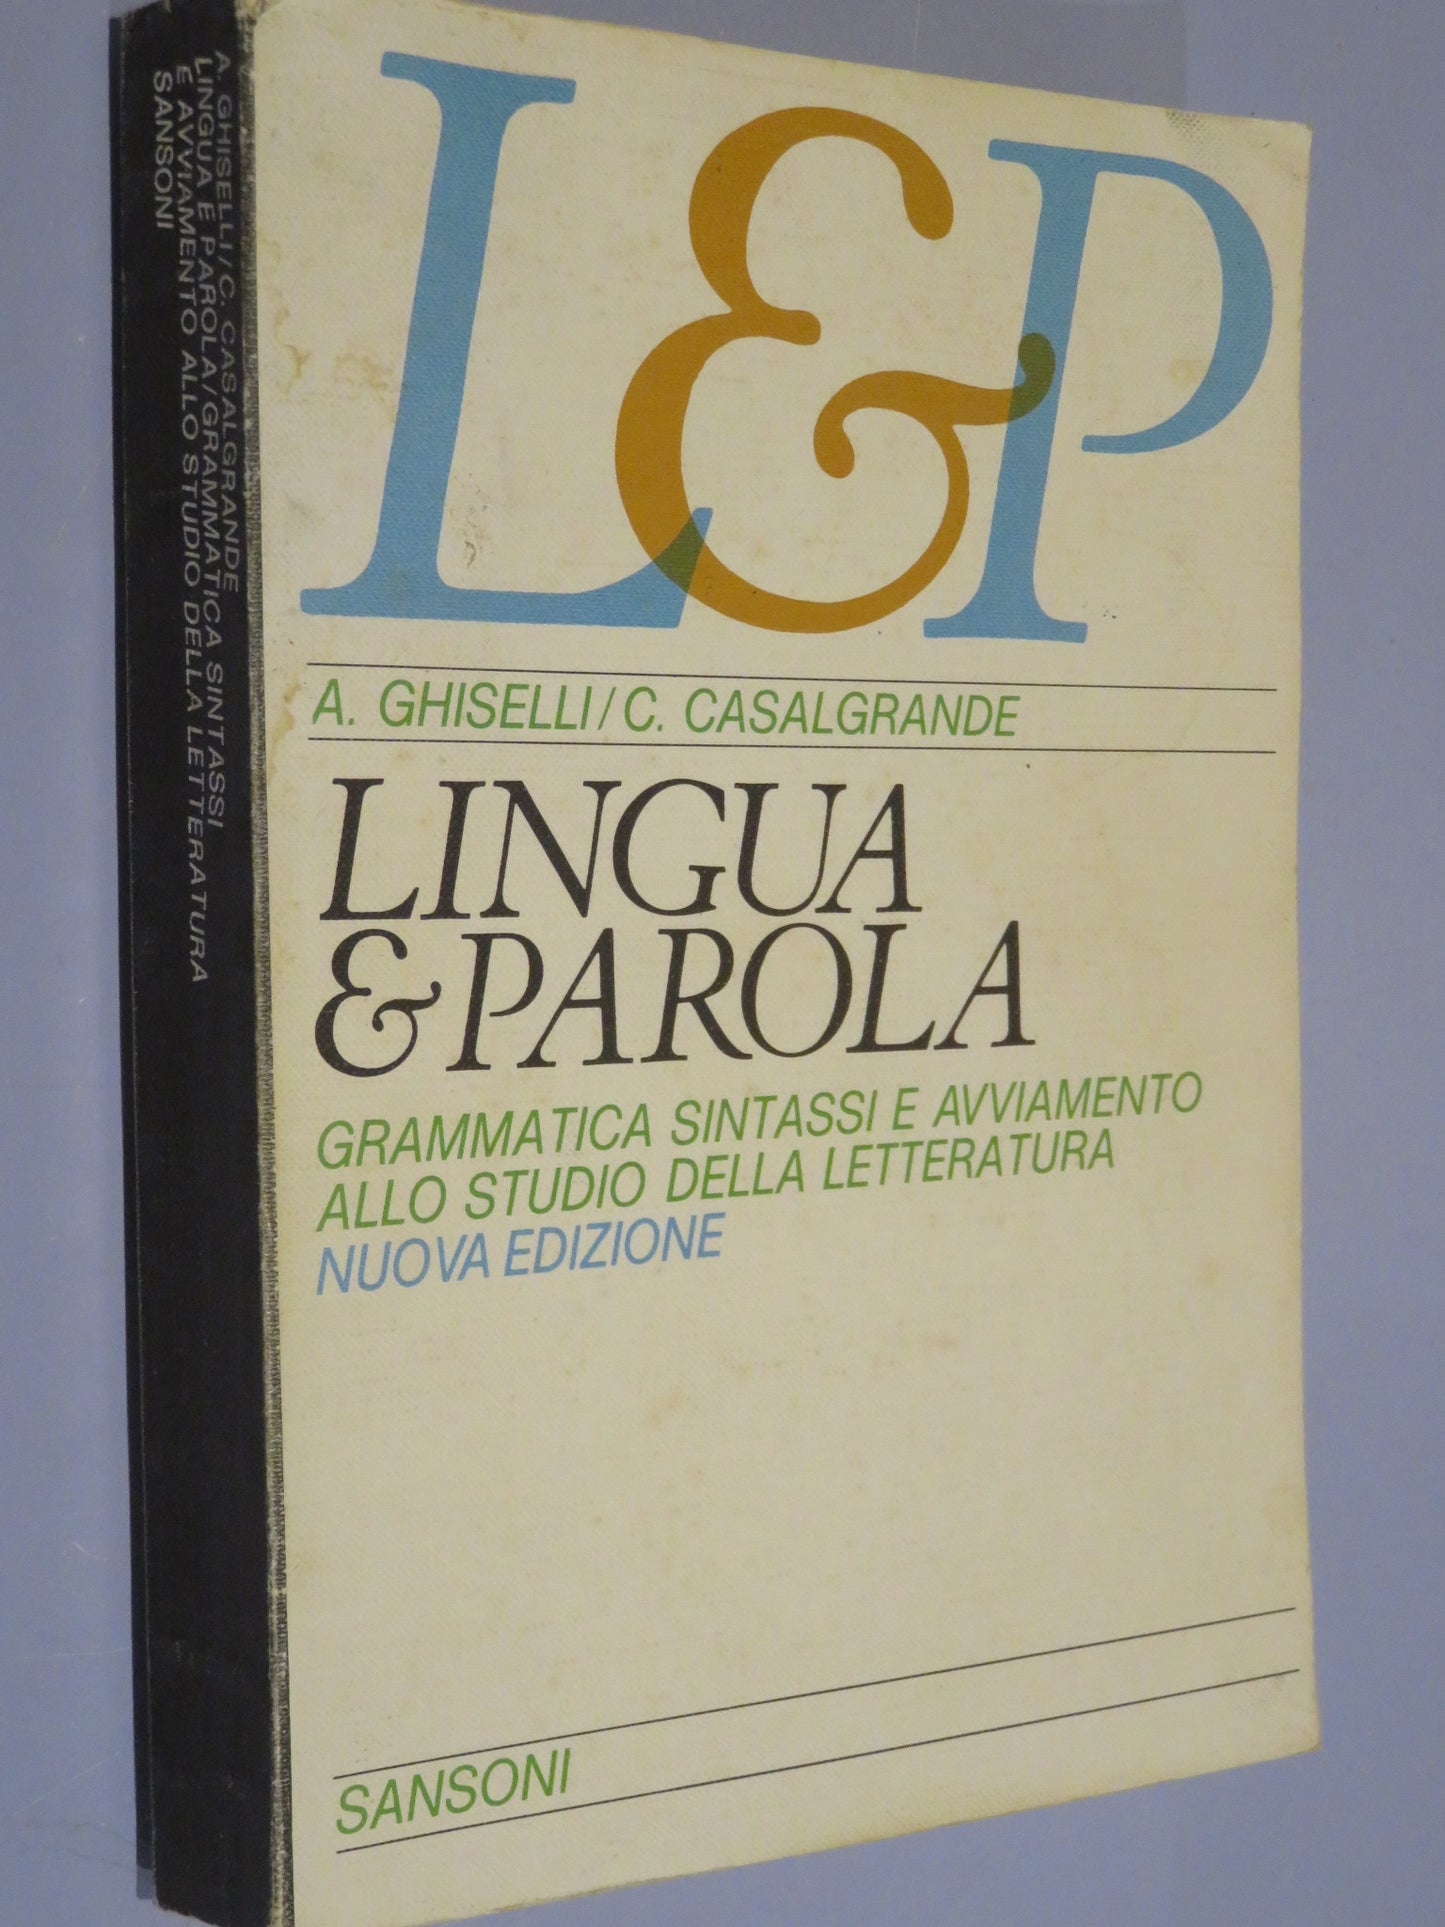 L&P
A. GHISELLI/C. CASALGRANDE
LINGUA
& PAROLA
GRAMMATICA SINTASSI E AVVIAMENTO
ALLO STUDIO DELLA LETTERATURA
NUOVA EDIZIONE
SANSONI
A. GHISELLI/C. CASALGRANDE
LINGUA E PAROLA/GRAMMATICA SINTASSI
E AVVIAMENTO ALLO STUDIO DELLA LETTERATURA
SANSONI